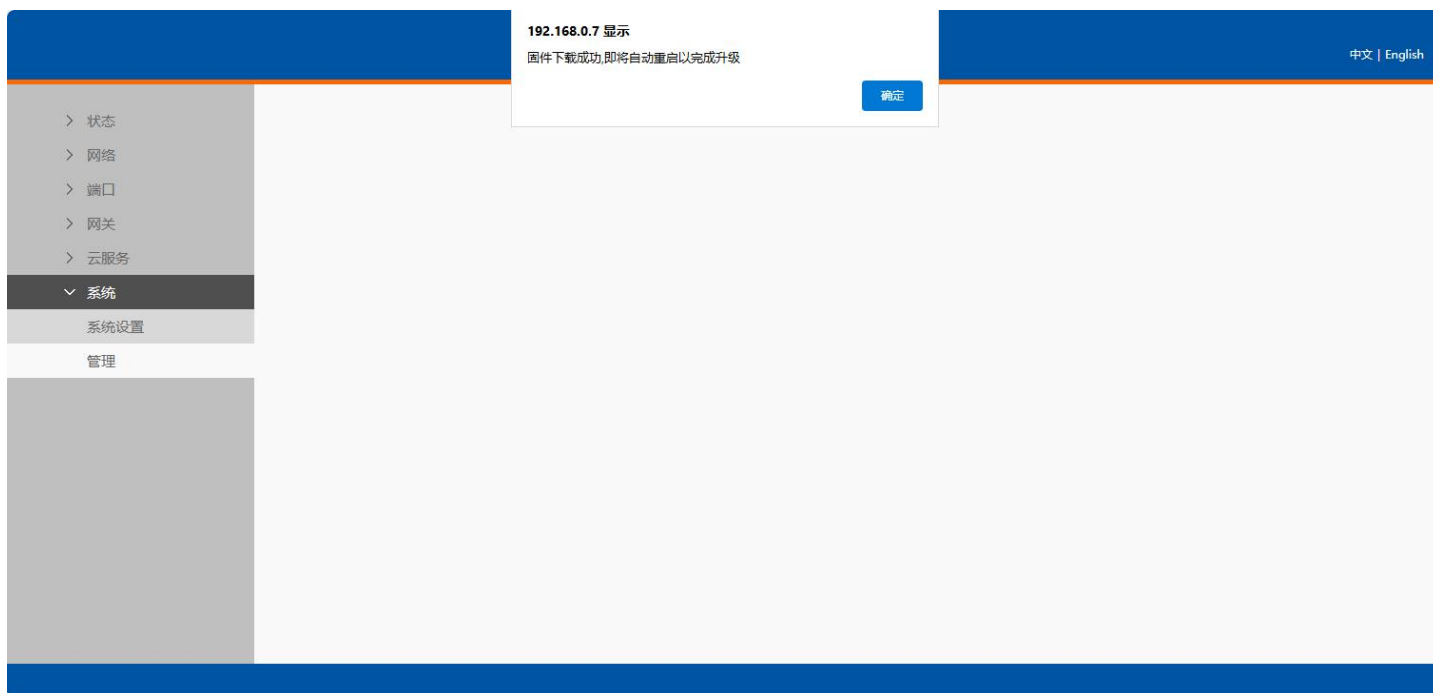 192.168.0.7 显示
固件下载成功,即将自动重启以完成升级
确定
中文 | English
状态
网络
端口
网关
云服务
系统
系统设置
管理